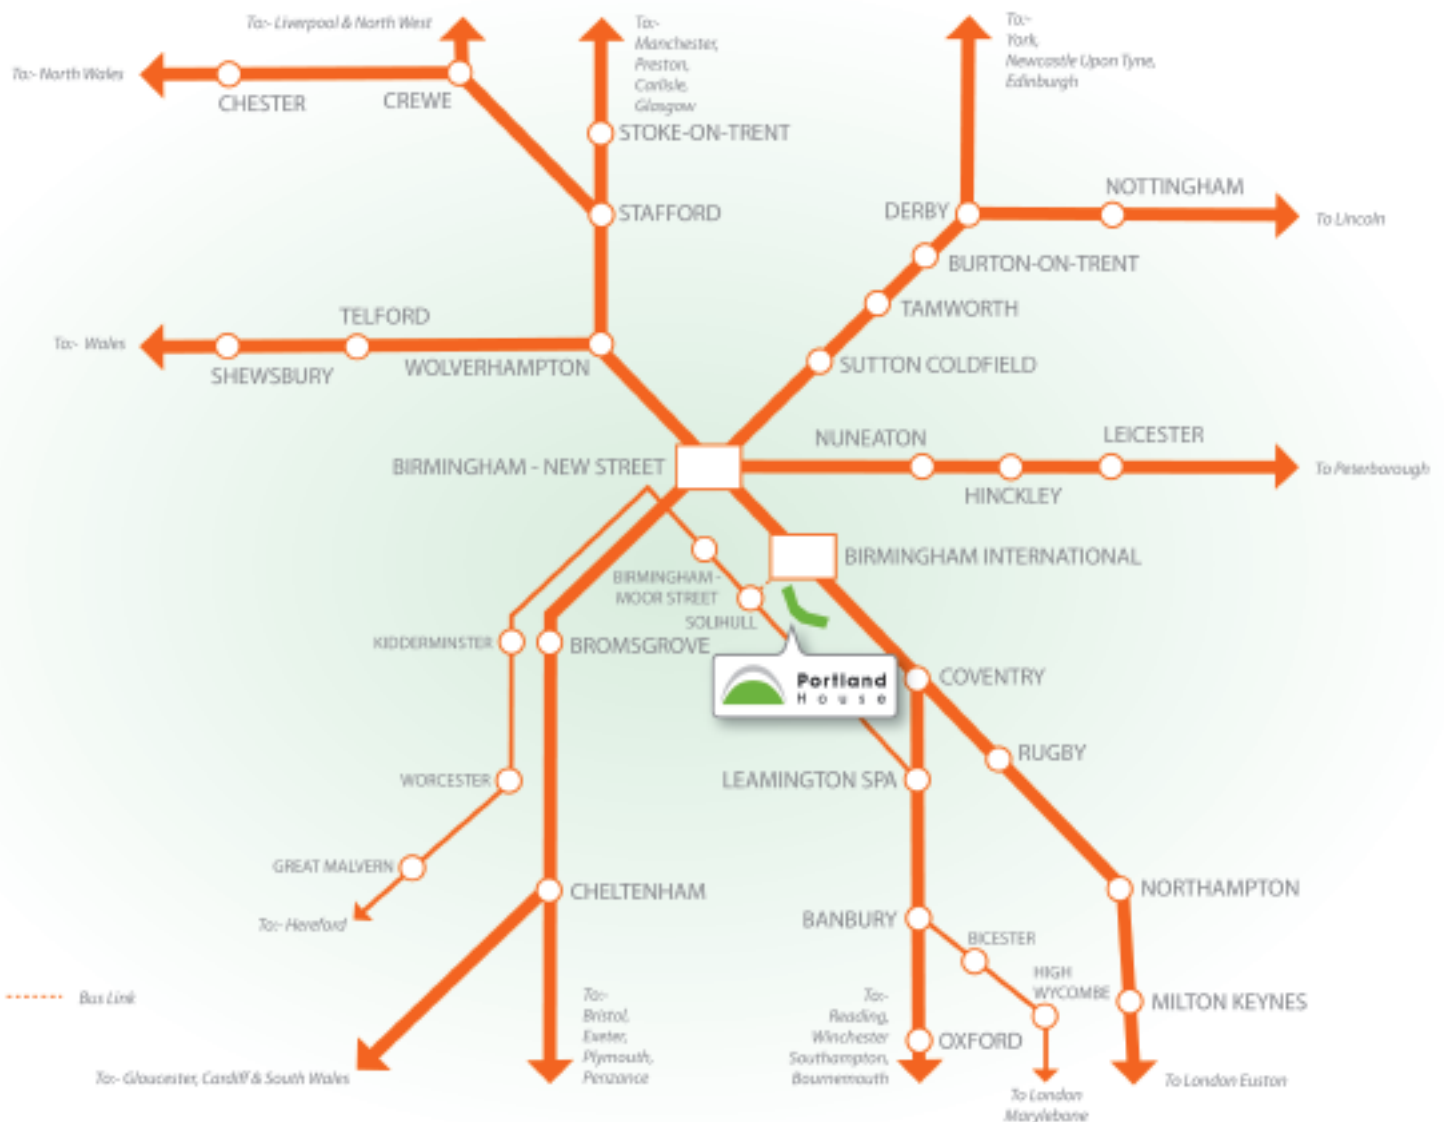 To:- Liverpool & North West
To:-
Manchester,
Preston,
Carlisle,
Glasgow
To:-
York,
Newcastle Upon Tyne,
Edinburgh
To:- North Wales
CHESTER
CREWE
STOKE-ON-TRENT
STAFFORD
DERBY
NOTTINGHAM
To Lincoln
BURTON-ON-TRENT
TAMWORTH
SUTTON COLDFIELD
To:- Wales
TELFORD
SHEWSBURY
WOLVERHAMPTON
BIRMINGHAM - NEW STREET
NUNEATON
LEICESTER
HINCKLEY
To Peterborough
BIRMINGHAM INTERNATIONAL
BIRMINGHAM -
MOOR STREET
SOLIHULL
KIDDERMINSTER
BROMSGROVE
Portland
House
COVENTRY
RUGBY
WORCESTER
LEAMINGTON SPA
GREAT MALVERN
To:- Hereford
CHELTENHAM
NORTHAMPTON
BANBURY
BICESTER
HIGH
WYCOMBE
MILTON KEYNES
Bus Link
To:-
Bristol,
Exeter,
Plymouth,
Penzance
To:-
Reading,
Winchester
Southampton,
Bournemouth
OXFORD
To:- Gloucester, Cardiff & South Wales
To London
Marylebane
To London Euston